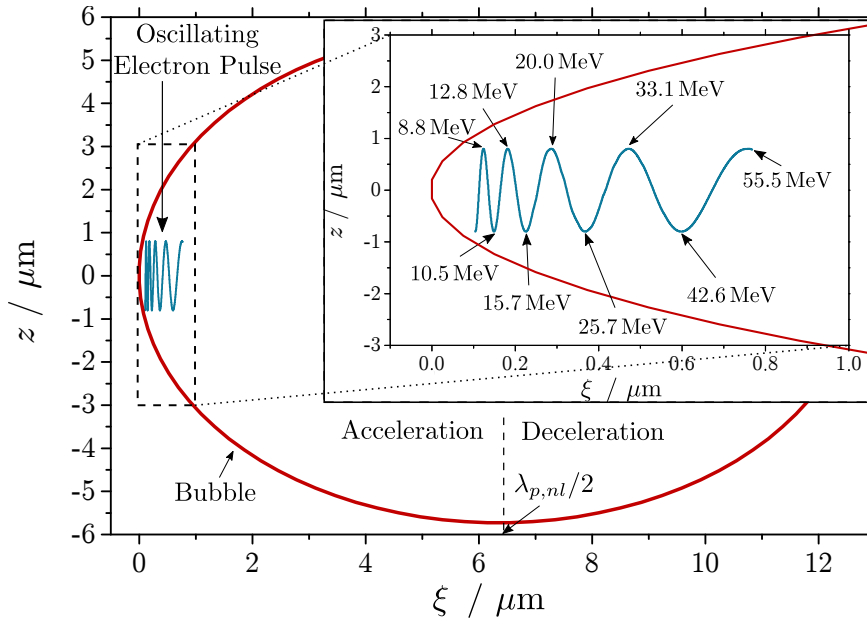 Oscillating
Electron Pulse
6
5
4
3
2
1
0
-1
-2
-3
-4
-5
-6
z / μm
3
2
1
0
-1
-2
-3
z / μm
20.0 MeV
12.8 MeV
33.1 MeV
8.8 MeV
55.5 MeV
10.5 MeV
15.7 MeV
42.6 MeV
25.7 MeV
0.0 0.2 0.4 0.6 0.8 1.0
ξ / μm
Acceleration Deceleration
Bubble
λp,nl/2
0 2 4 6 8 10 12
ξ / μm